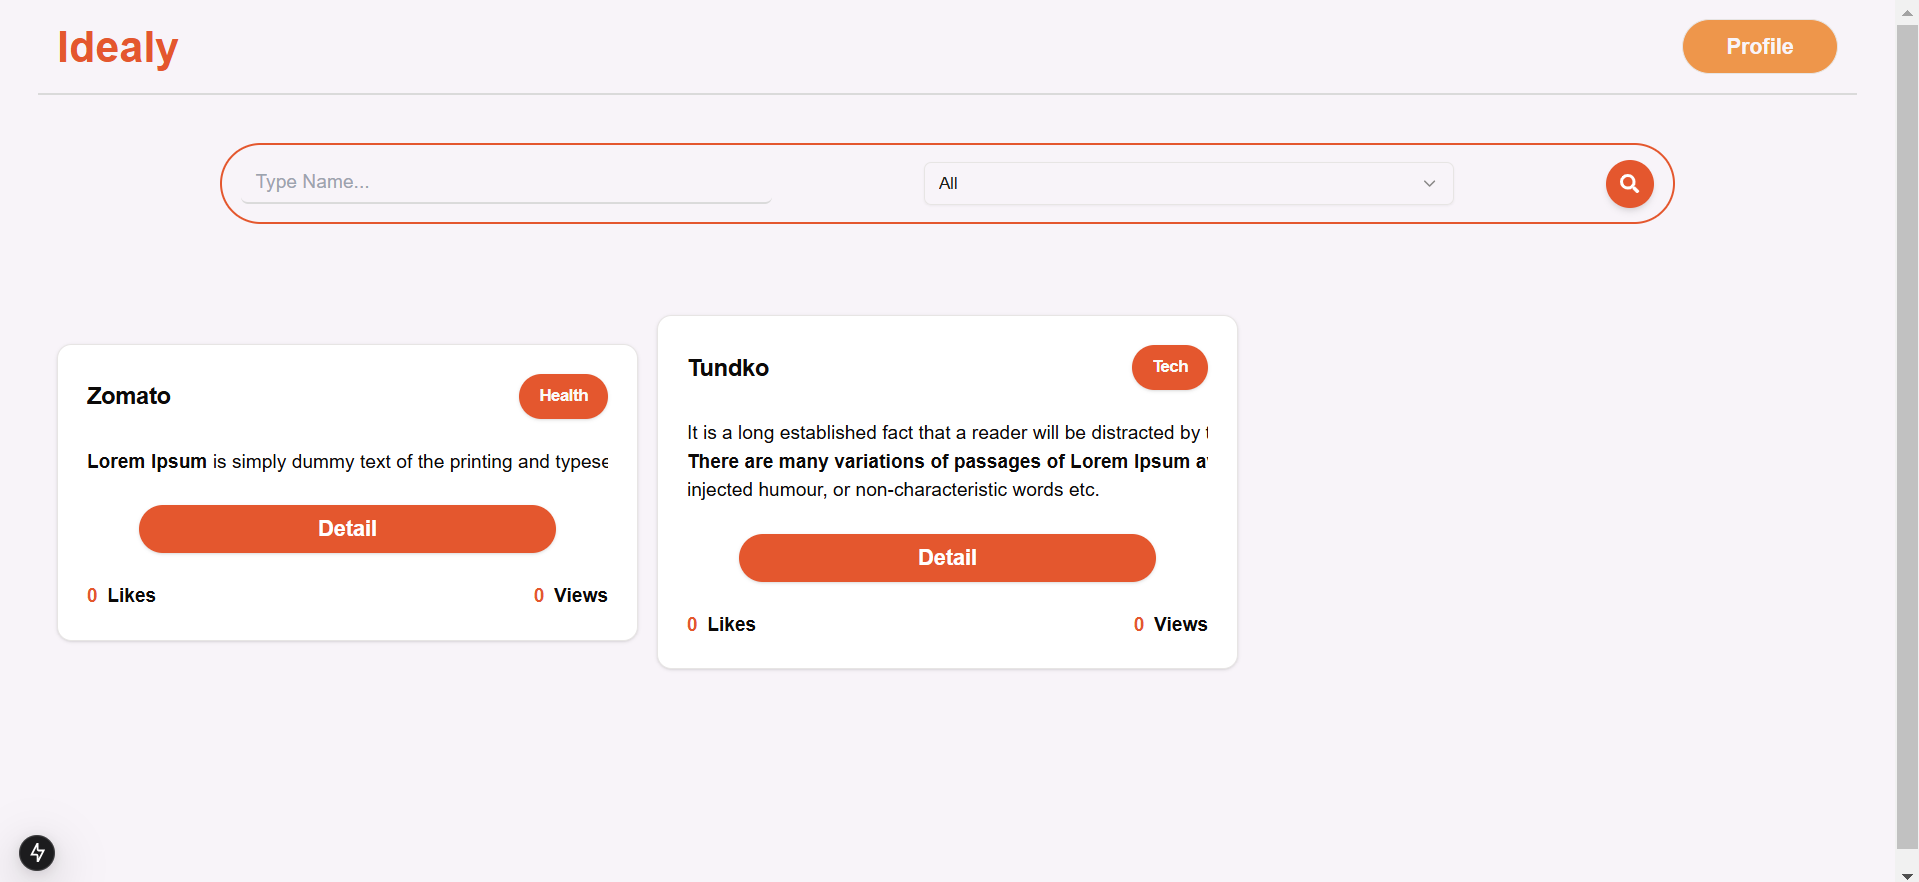 Idealy
Profile
Type Name...
All
Zomato
Health
Lorem Ipsum is simply dummy text of the printing and typese
Detail
0 Likes
0 Views
Tundko
Tech
It is a long established fact that a reader will be distracted by
There are many variations of passages of Lorem Ipsum a
injected humour, or non-characteristic words etc.
Detail
0 Likes
0 Views